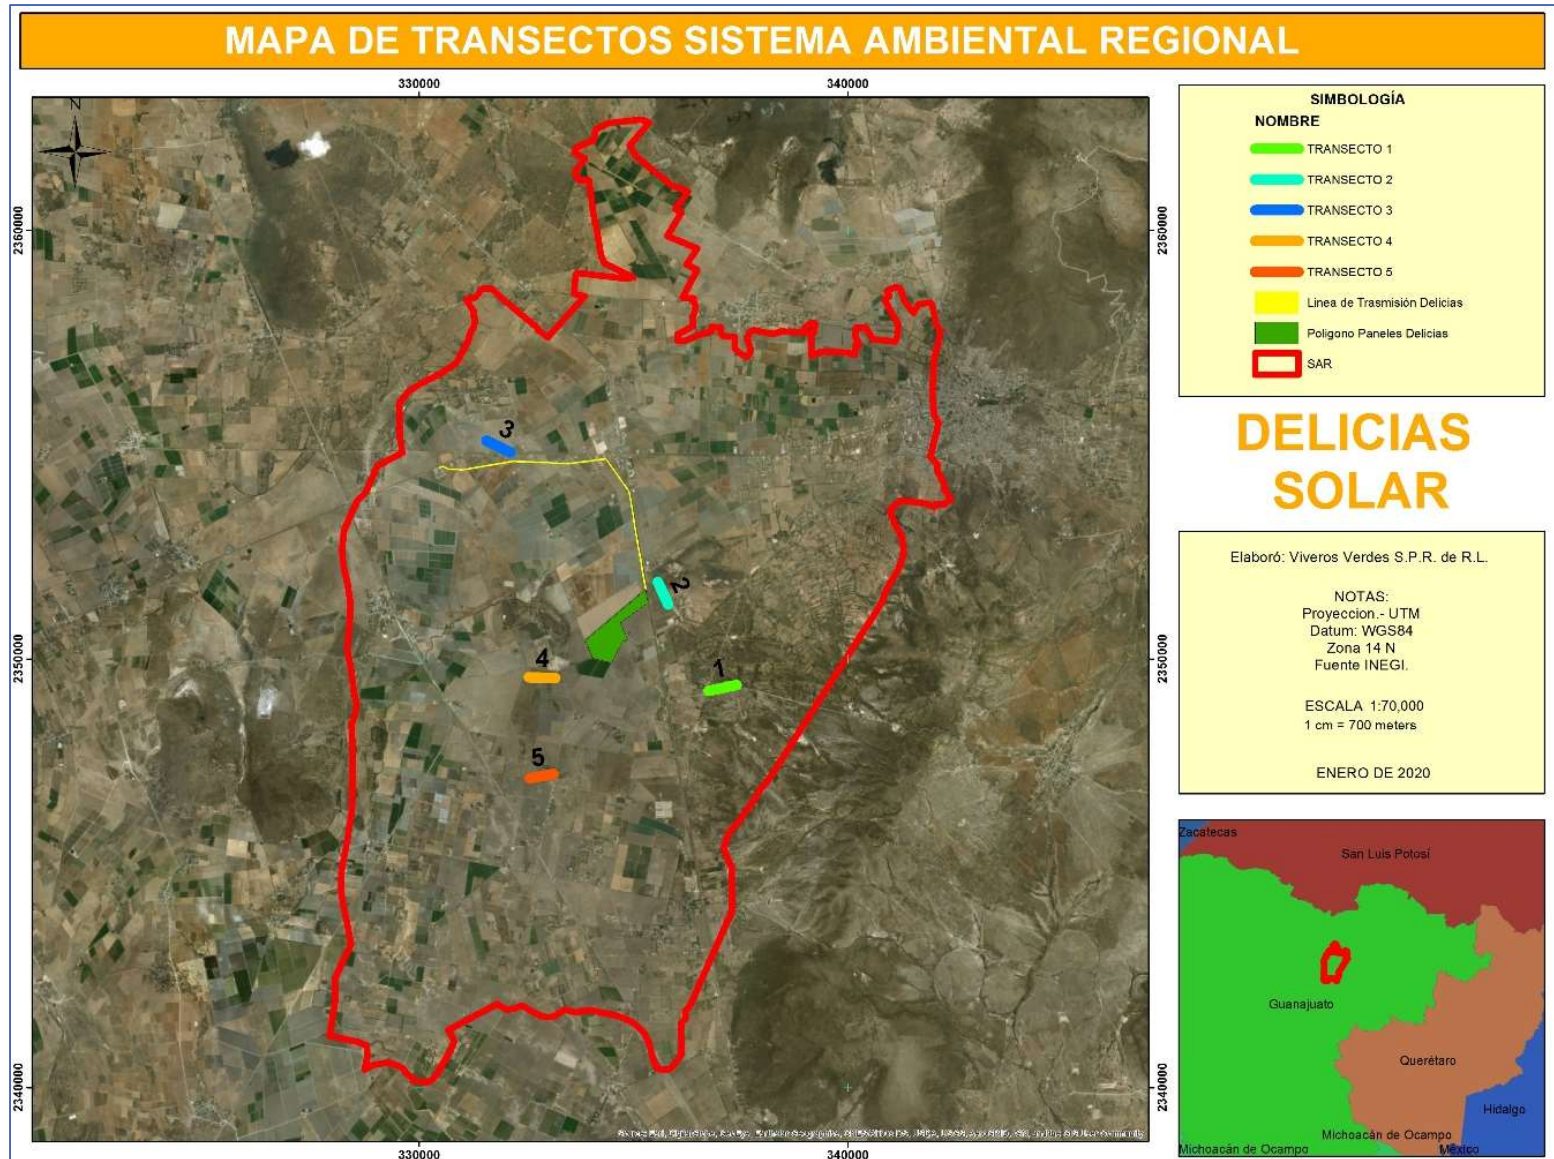 MAPA DE TRANSECTOS SISTEMA AMBIENTAL REGIONAL
330000
340000
N
2360000
2360000
2350000
2350000
2340000
2340000
3
2
4
1
5
330000
340000
SIMBOLOGÍA
NOMBRE
TRANSECTO 1
TRANSECTO 2
TRANSECTO 3
TRANSECTO 4
TRANSECTO 5
Linea de Trasmisión Delicias
Poligono Paneles Delicias
SAR
DELICIAS
SOLAR
Elaboró: Viveros Verdes S.P.R. de R.L.
NOTAS:
Proyeccion.- UTM
Datum: WGS84
Zona 14 N
Fuente INEGI.
ESCALA 1:70,000
1 cm = 700 meters
ENERO DE 2020
Zacatecas
San Luis Potosí
Guanajuato
Querétaro
Hidalgo
Michoacán de Ocampo
Michoacán de Ocampo
México